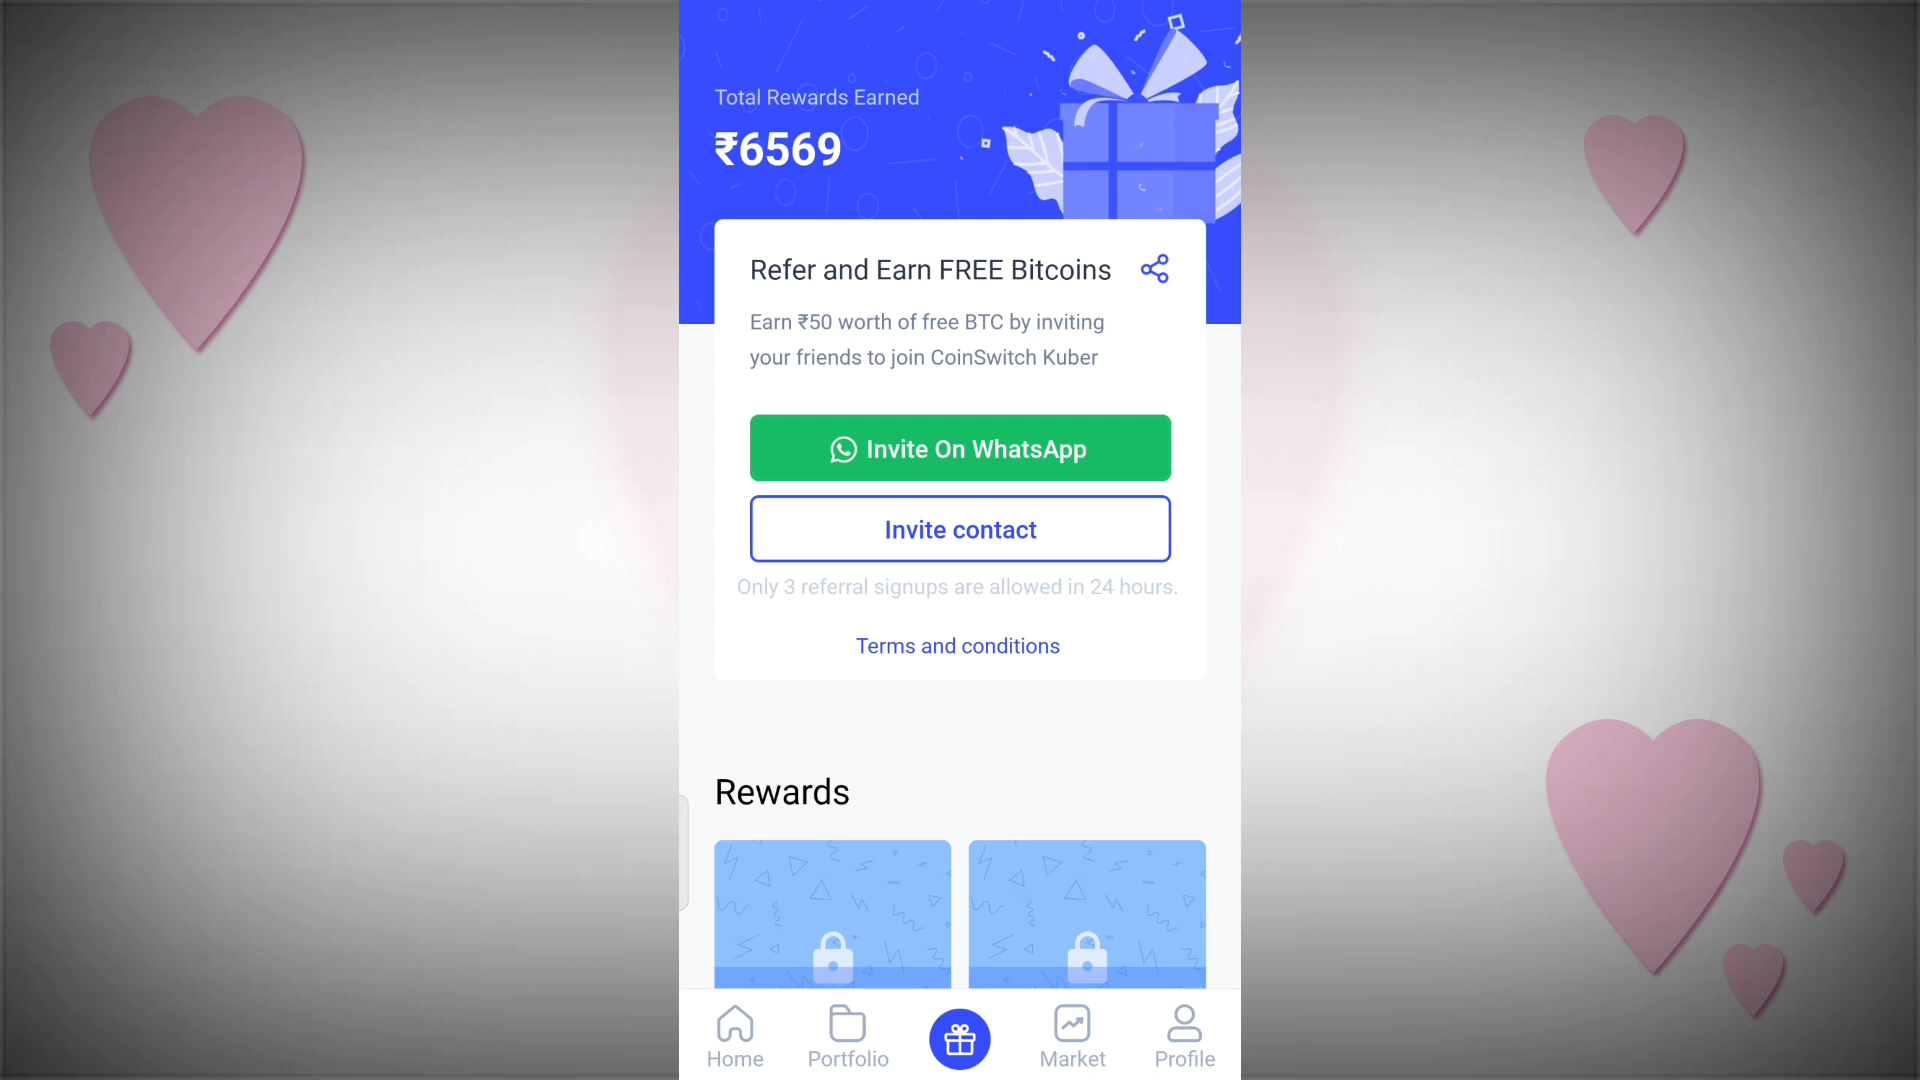 Total Rewards Earned
₹6569
Refer and Earn FREE Bitcoins
Earn ₹50 worth of free BTC by inviting
your friends to join CoinSwitch Kuber
Invite On WhatsApp
Invite contact
Only 3 referral signups are allowed in 24 hours.
Terms and conditions
Rewards
Home
Portfolio
Market
Profile